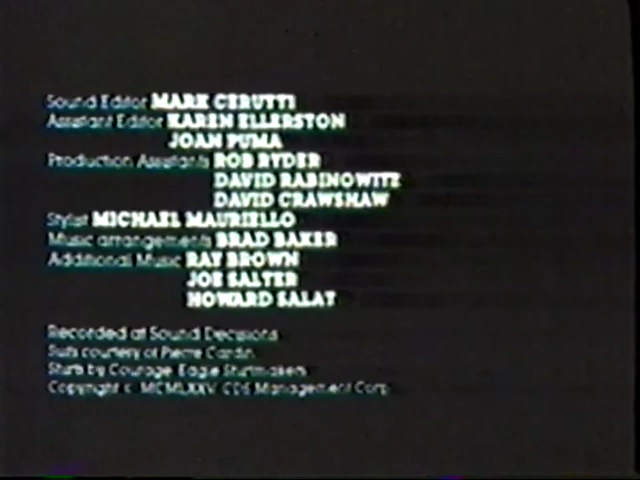 Sound Editor MARK CERUTTI
Assistant Editor KAREN ELLERSTON
JOAN PUMA
Production Assistants ROB RYDER
DAVID RABINOWITZ
DAVID CRAWSHAW
Stylist MICHAEL MAURIELLO
Music arrangements BRAD BAKER
Additional Music RAY BROWN
JOE SALTER
HOWARD SALAT
Recorded at Sound Decisions
Suits courtesy of Pierre Cardin
Stunts by Courage Eagle Stuntmakers
Copyright c MCMLXXV CDS Management Corp.